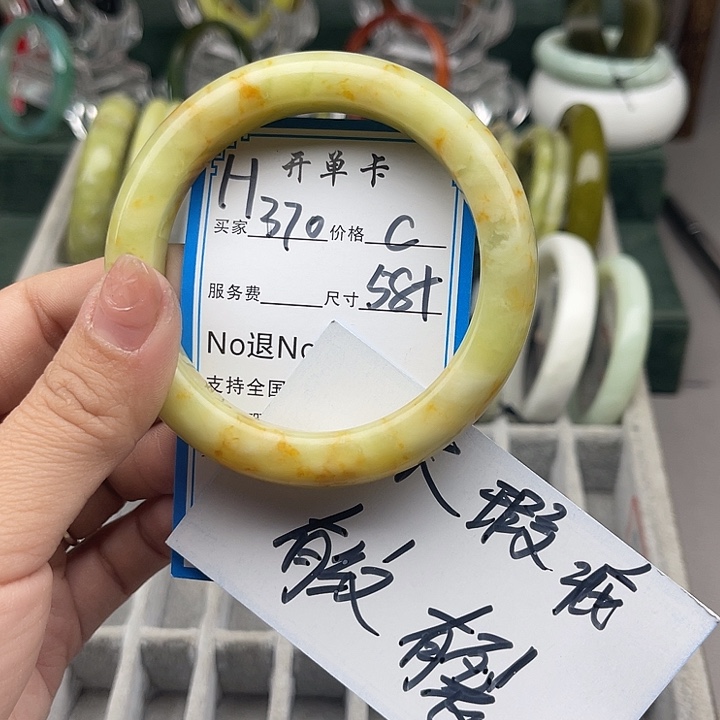 开单卡
H
买家 370 价格 C
服务费 尺寸 58+
No退No
支持全国
瑕疵
有纹
有裂